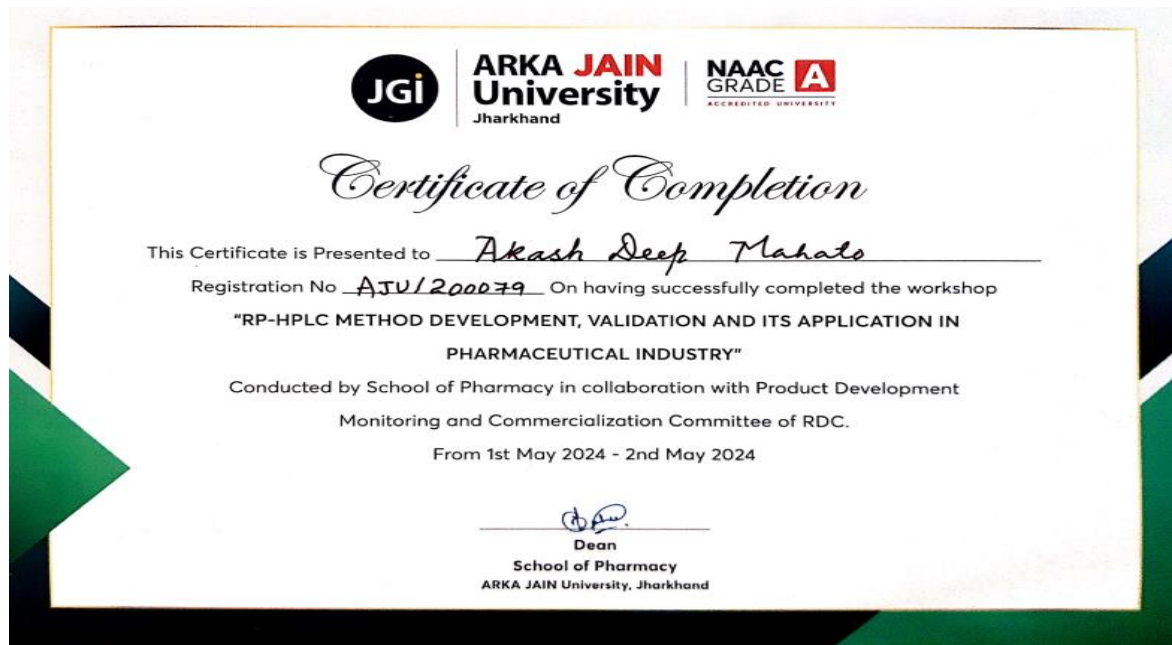 JGi
ARKA JAIN
University
Jharkhand
NAAC
GRADE A
ACCREDITED UNIVERSITY
Certificate of Completion
This Certificate is Presented to Akash Deep Mahato
Registration No AJU/200079 On having successfully completed the workshop
"RP-HPLC METHOD DEVELOPMENT, VALIDATION AND ITS APPLICATION IN
PHARMACEUTICAL INDUSTRY"
Conducted by School of Pharmacy in collaboration with Product Development
Monitoring and Commercialization Committee of RDC.
From 1st May 2024 - 2nd May 2024
Dean
School of Pharmacy
ARKA JAIN University, Jharkhand